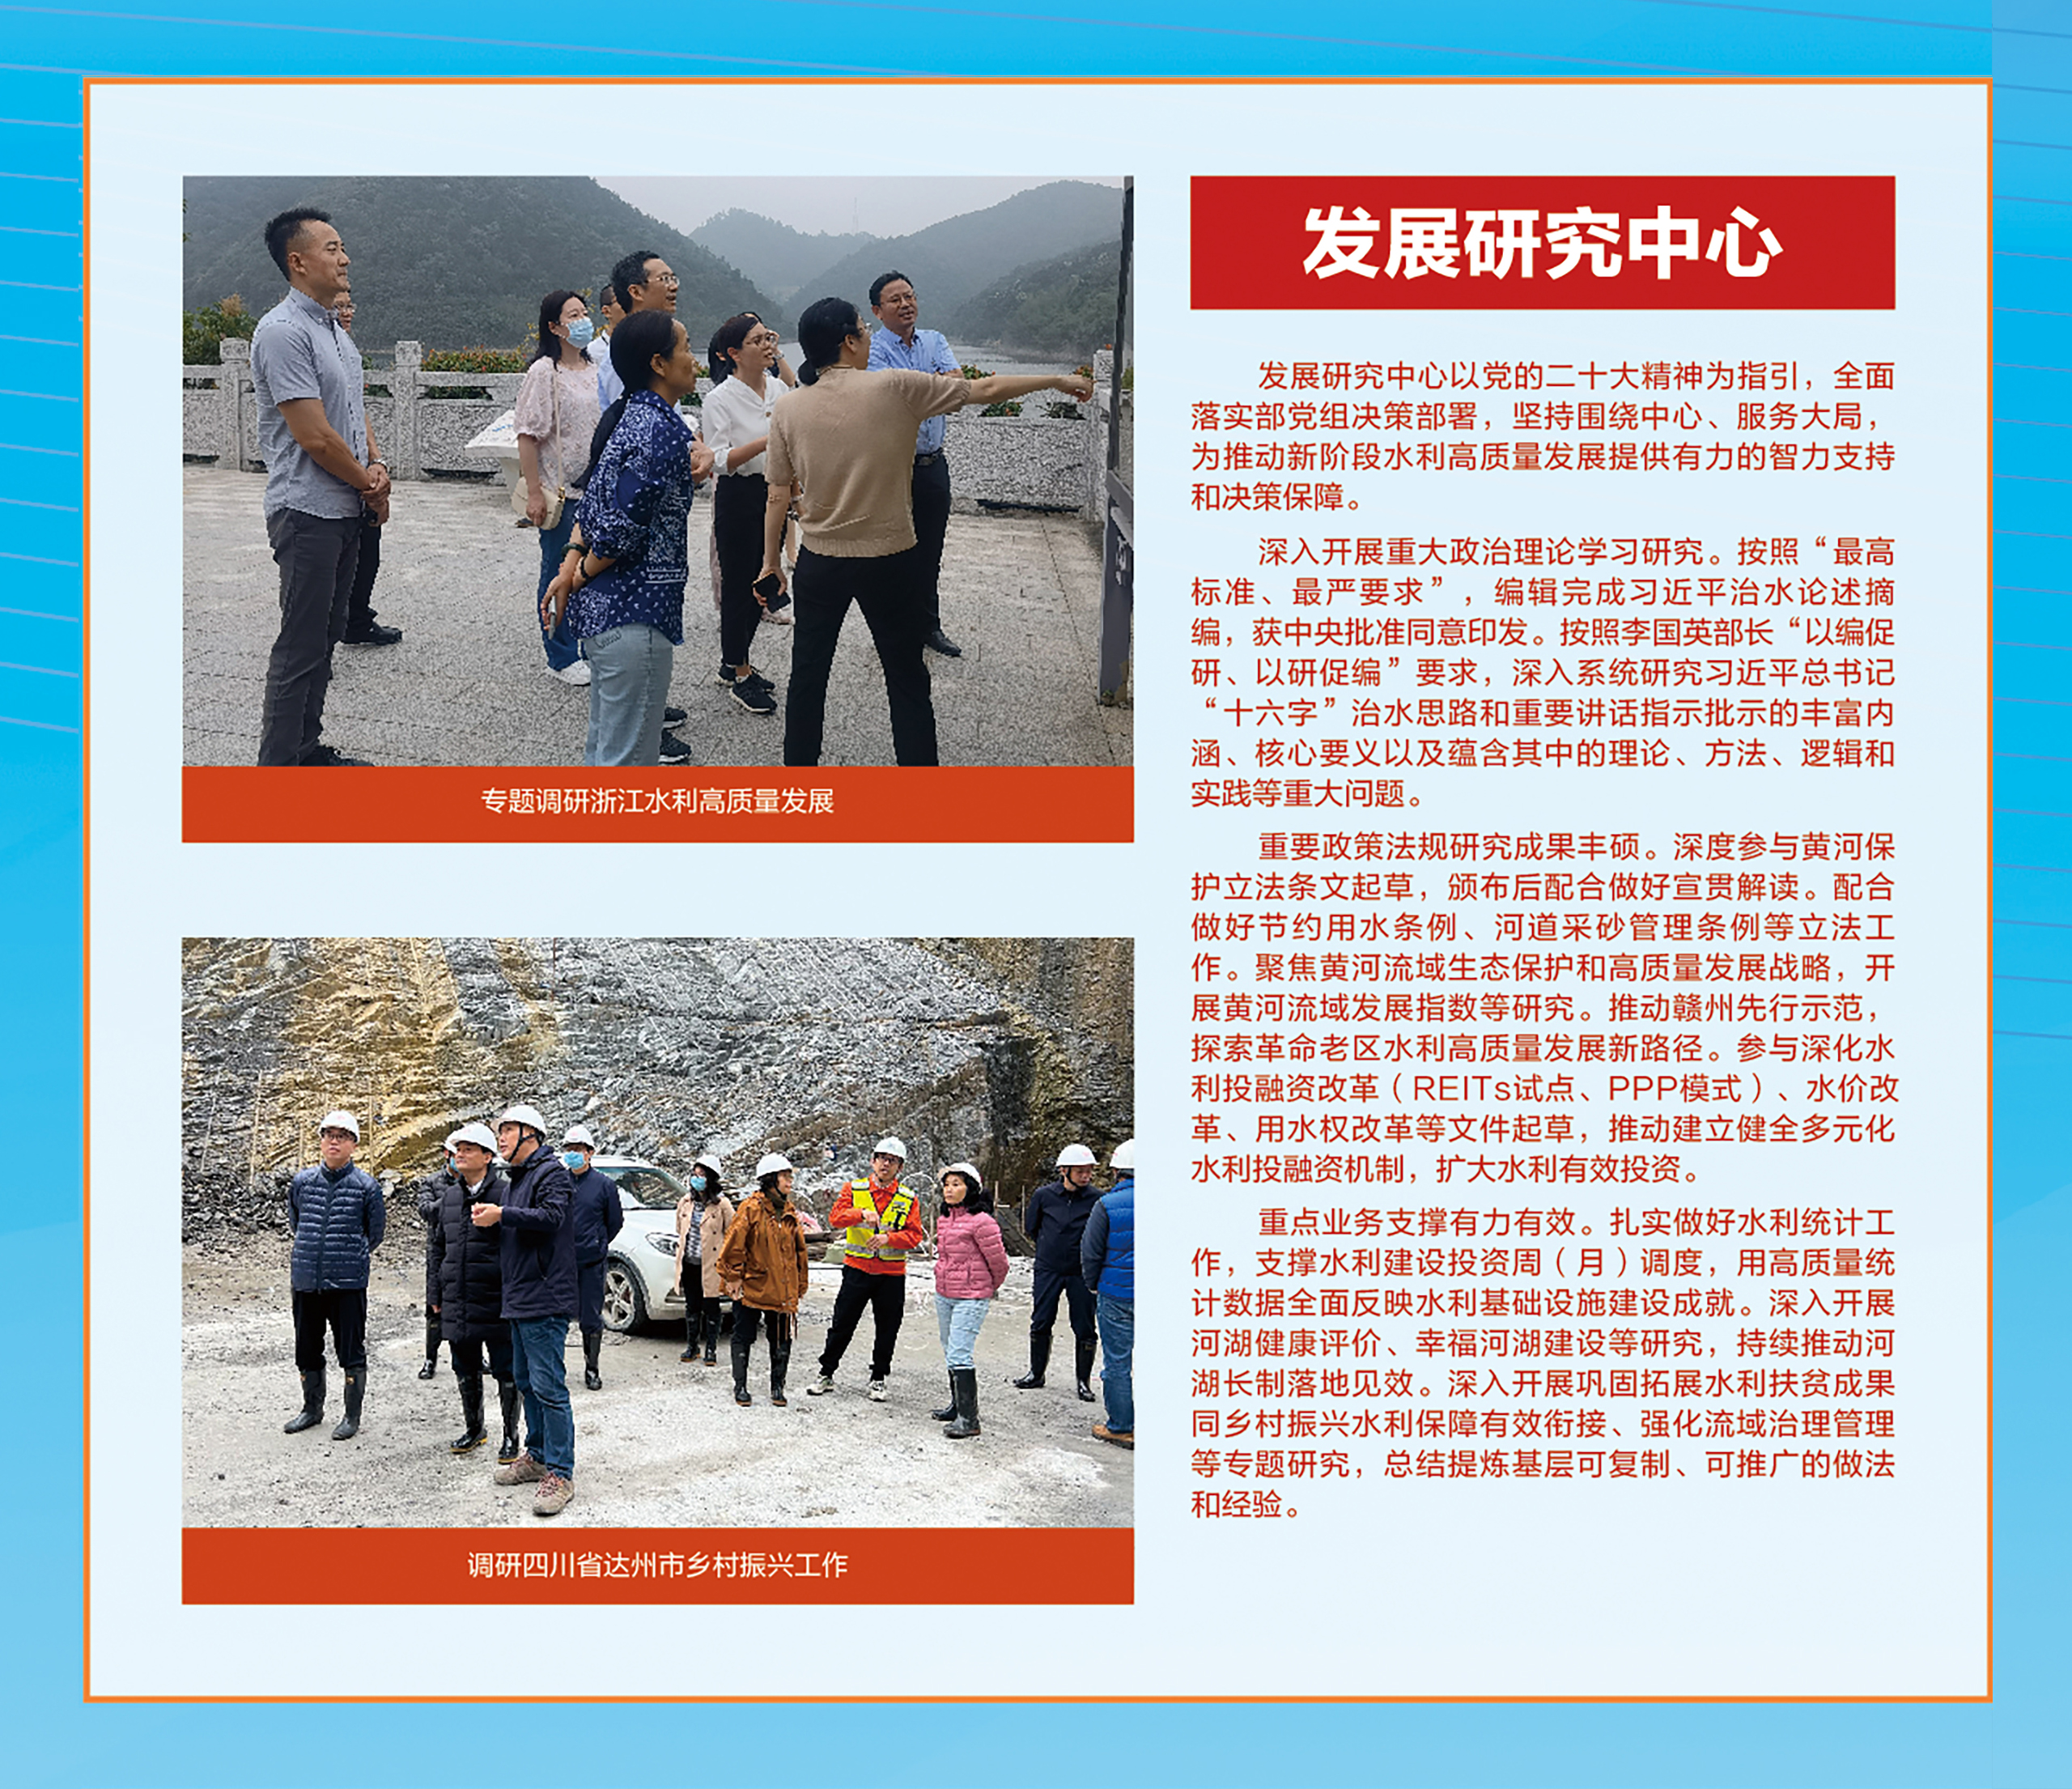 专题调研浙江水利高质量发展
调研四川省达州市乡村振兴工作
发展研究中心
发展研究中心以党的二十大精神为指引，全面
落实部党组决策部署，坚持围绕中心、服务大局，
为推动新阶段水利高质量发展提供有力的智力支持
和决策保障。
深入开展重大政治理论学习研究。按照“最高
标准、最严要求”，编辑完成习近平治水论述摘
编，获中央批准同意印发。按照李国英部长“以编促
研、以研促编”要求，深入系统研究习近平总书记
“十六字”治水思路和重要讲话指示批示的丰富内
涵、核心要义以及蕴含其中的理论、方法、逻辑和
实践等重大问题。
重要政策法规研究成果丰硕。深度参与黄河保
护立法条文起草，颁布后配合做好宣贯解读。配合
做好节约用水条例、河道采砂管理条例等立法工
作。聚焦黄河流域生态保护和高质量发展战略，开
展黄河流域发展指数等研究。推动赣州先行示范，
探索革命老区水利高质量发展新路径。参与深化水
利投融资改革（REITs试点、PPP模式）、水价改
革、用水权改革等文件起草，推动建立健全多元化
水利投融资机制，扩大水利有效投资。
重点业务支撑有力有效。扎实做好水利统计工
作，支撑水利建设投资周（月）调度，用高质量统
计数据全面反映水利基础设施建设成就。深入开展
河湖健康评价、幸福河湖建设等研究，持续推动河
湖长制落地见效。深入开展巩固拓展水利扶贫成果
同乡村振兴水利保障有效衔接、强化流域治理管理
等专题研究，总结提炼基层可复制、可推广的做法
和经验。